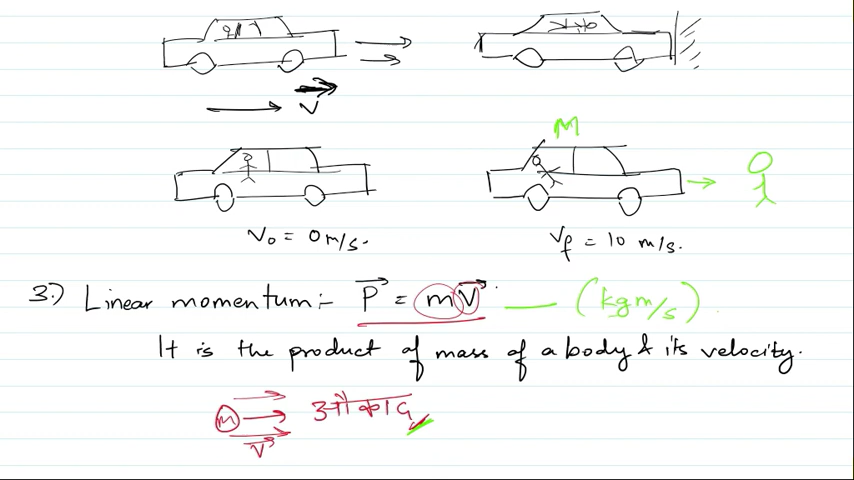 V
M
V₀ = 0 m/s.
V_f = 10 m/s.
3.) Linear momentum:- P = mV — (kgm/s)
It is the product of mass of a body & its velocity.
m
V